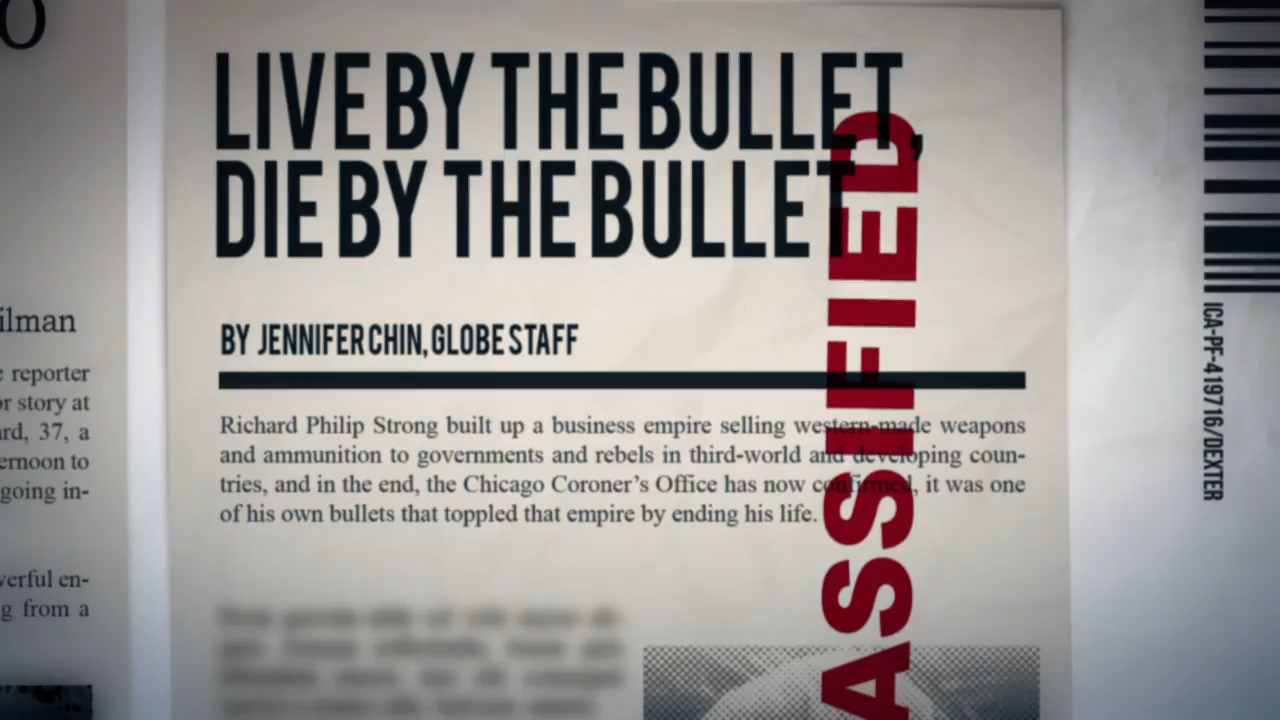 O
ilman
reporter
or story at
ard, 37, a
ernoon to
going in-
verful en-
g from a
LIVE BY THE BULLET,
DIE BY THE BULLET
BY JENNIFER CHIN, GLOBE STAFF
Richard Philip Strong built up a business empire selling western-made weapons
and ammunition to governments and rebels in third-world and developing coun-
tries, and in the end, the Chicago Coroner's Office has now confirmed, it was one
of his own bullets that toppled that empire by ending his life.
ASSIFIED
ICA-PF-419716/DEXTER